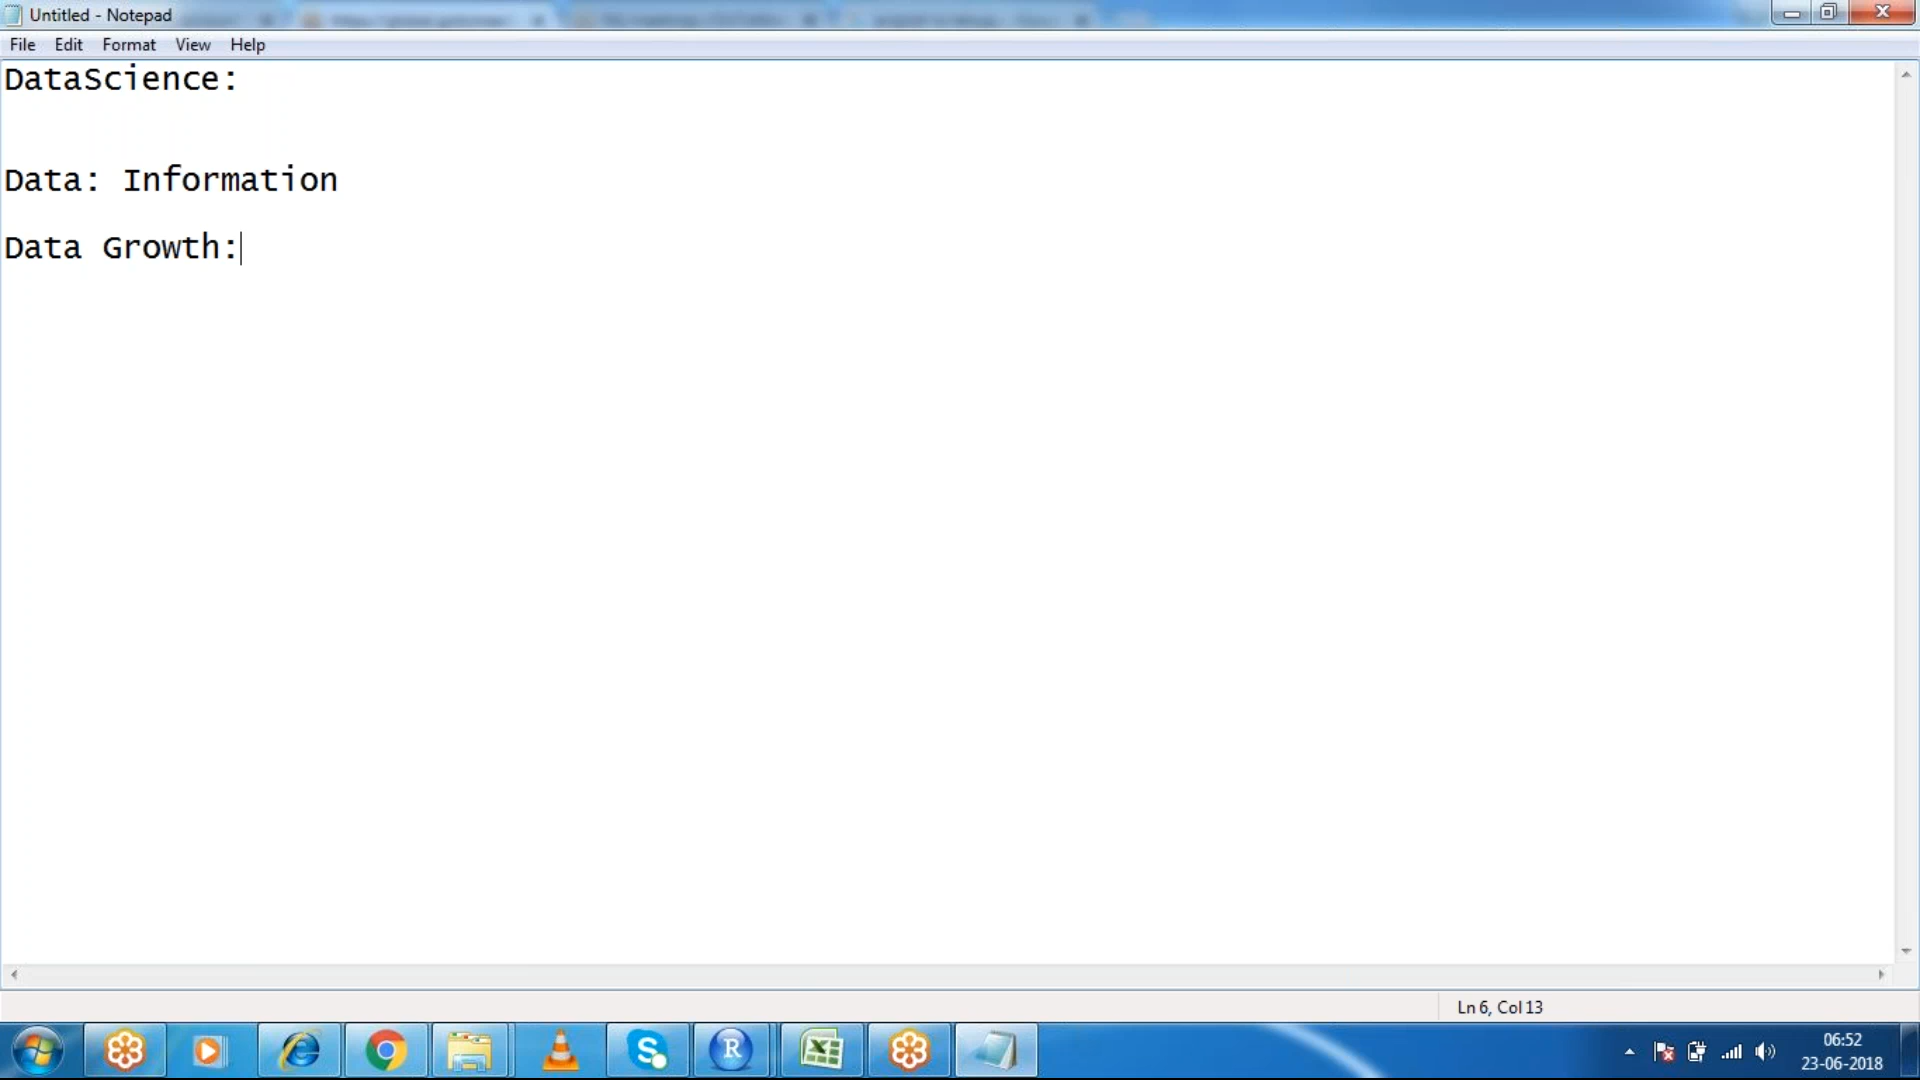 Untitled - Notepad
File Edit Format View Help
DataScience:
Data: Information
Data Growth:
Ln 6, Col 13
06:52
23-06-2018